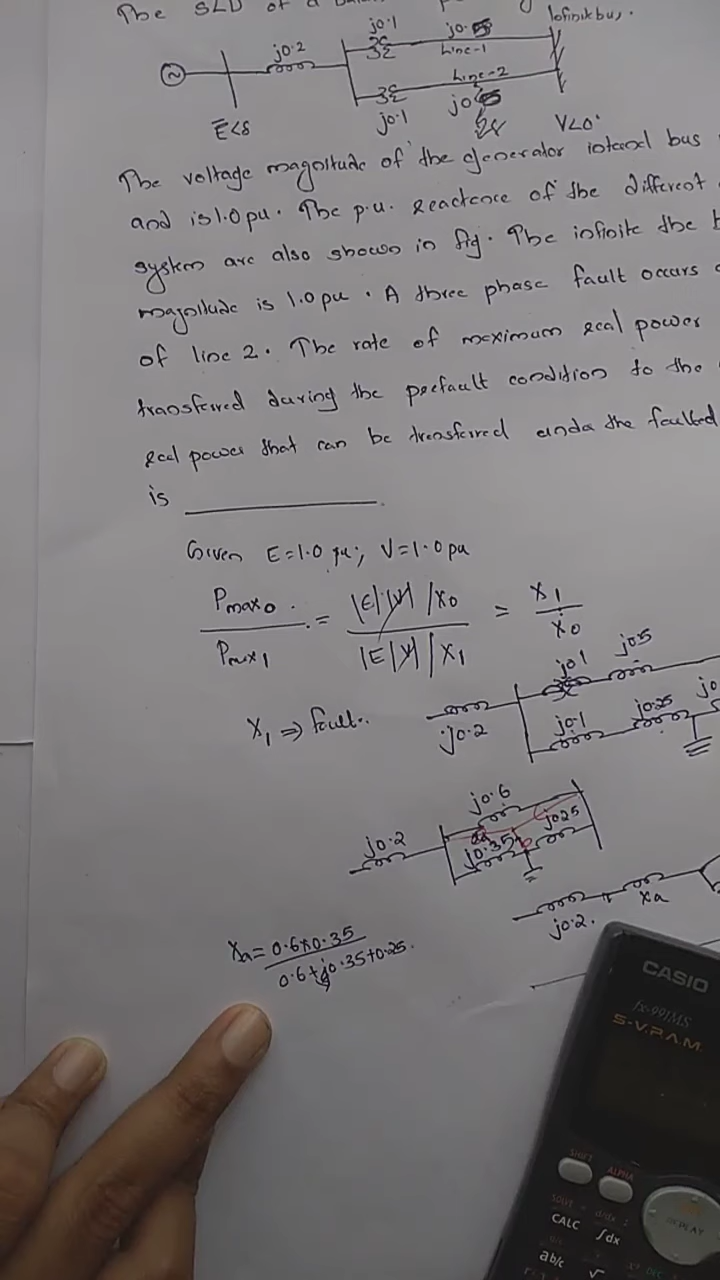 The SLD of a
j0.1
Infinite bus.
j0.2
j0.5
Line-1
Line-2
j0.5
j0.1
E<δ
V<0°
The voltage magnitude of the generator internal bus
and is 1.0 pu. The p.u. reactence of the different
system are also shown in fig. The infinite the b
magnitude is 1.0 pu. A three phase fault occurs
of line 2. The rate of maximum real power
transferred during the prefault condition to the
real power that can be transferred unda the faulted
is
Given E=1.0 pu; V=1.0 pu
Pmax0 / Pmax1 = |E|·|V| /X0 / |E|V| /X1 = X1 / X0
j0.1 j0.5
X1 ⇒ fault..
j0.2
j0.1 j0.25 j0.
j0.6
j0.2
j0.35 j025
j0.2. Xa
Xa = 0.6×0.35 / 0.6+j0.35+0.25.
CASIO
fx-991MS
S-V.P.A.M.
SHIFT ALPHA
CALC ∫dx
REPLAY
ab/c √